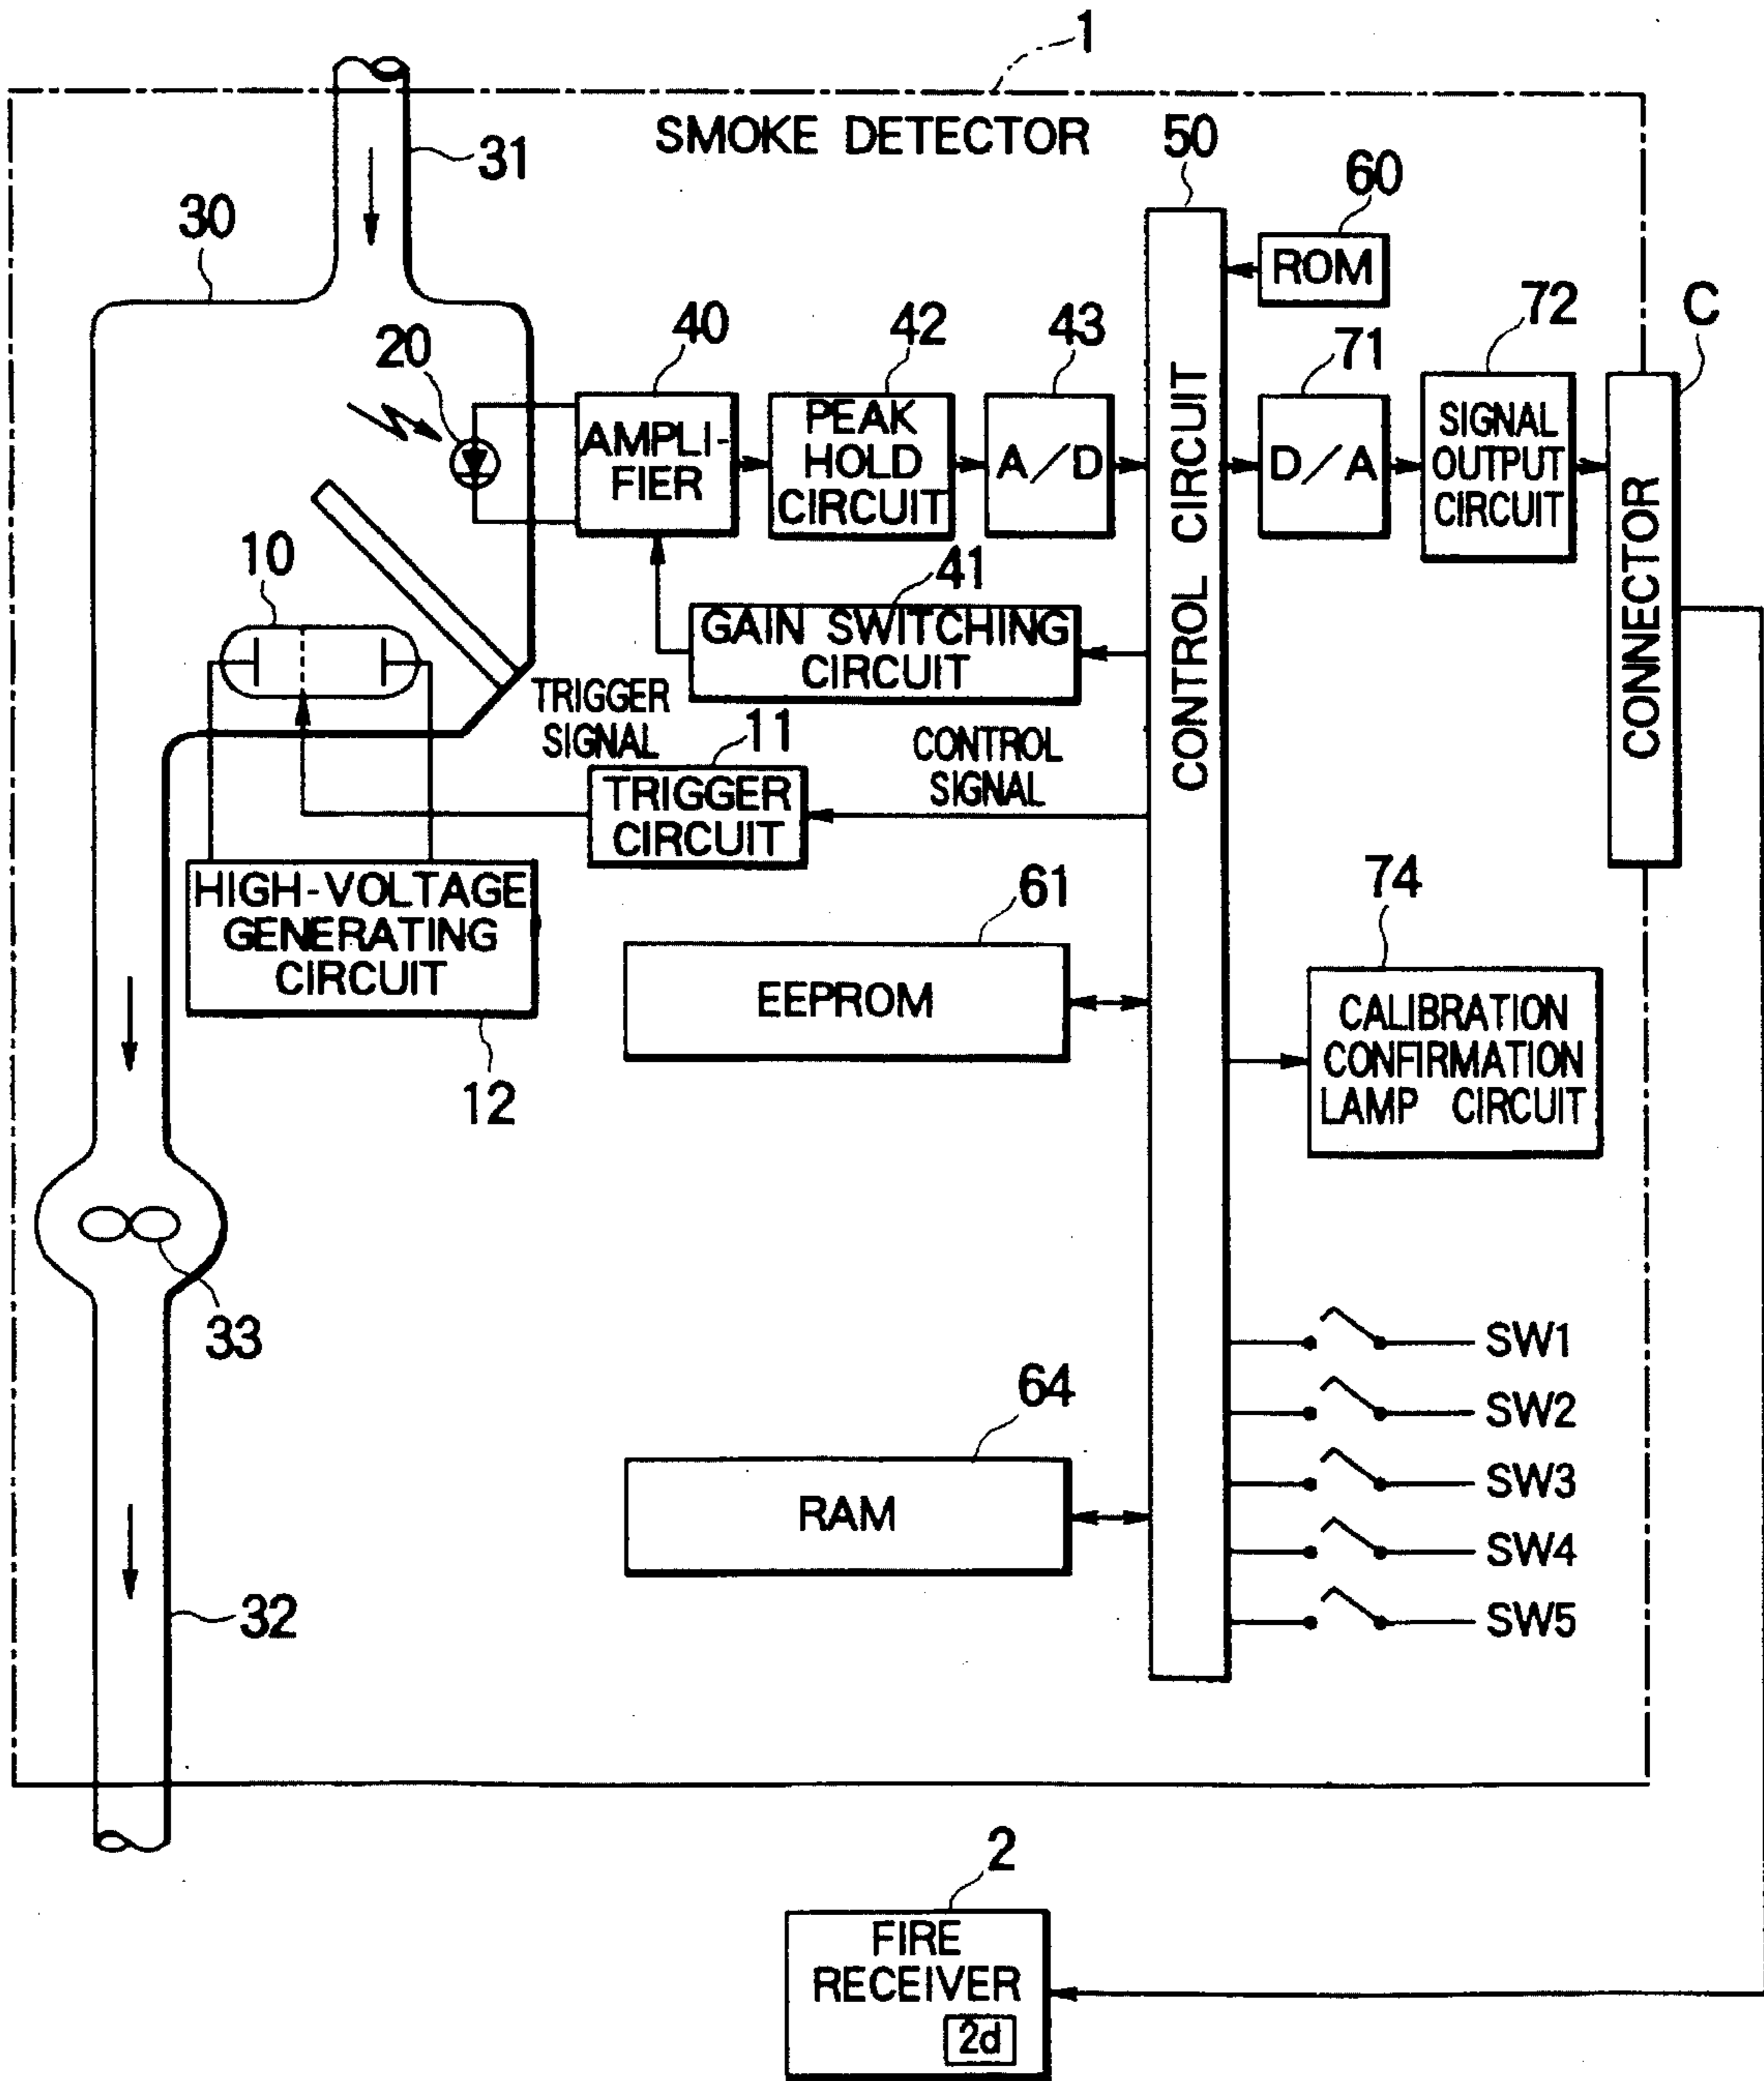 1
SMOKE DETECTOR
31
50
60
30
ROM
C
72
40
42
43
20
71
CONTROL CIRCUIT
AMPLI-
FIER
PEAK
HOLD
CIRCUIT
A/D
D/A
SIGNAL
OUTPUT
CIRCUIT
CONNECTOR
10
41
GAIN SWITCHING
CIRCUIT
TRIGGER
SIGNAL
11
CONTROL
SIGNAL
TRIGGER
CIRCUIT
HIGH-VOLTAGE
GENERATING
CIRCUIT
61
74
EEPROM
CALIBRATION
CONFIRMATION
LAMP CIRCUIT
12
33
SW1
64
SW2
SW3
RAM
SW4
32
SW5
2
FIRE
RECEIVER
2d